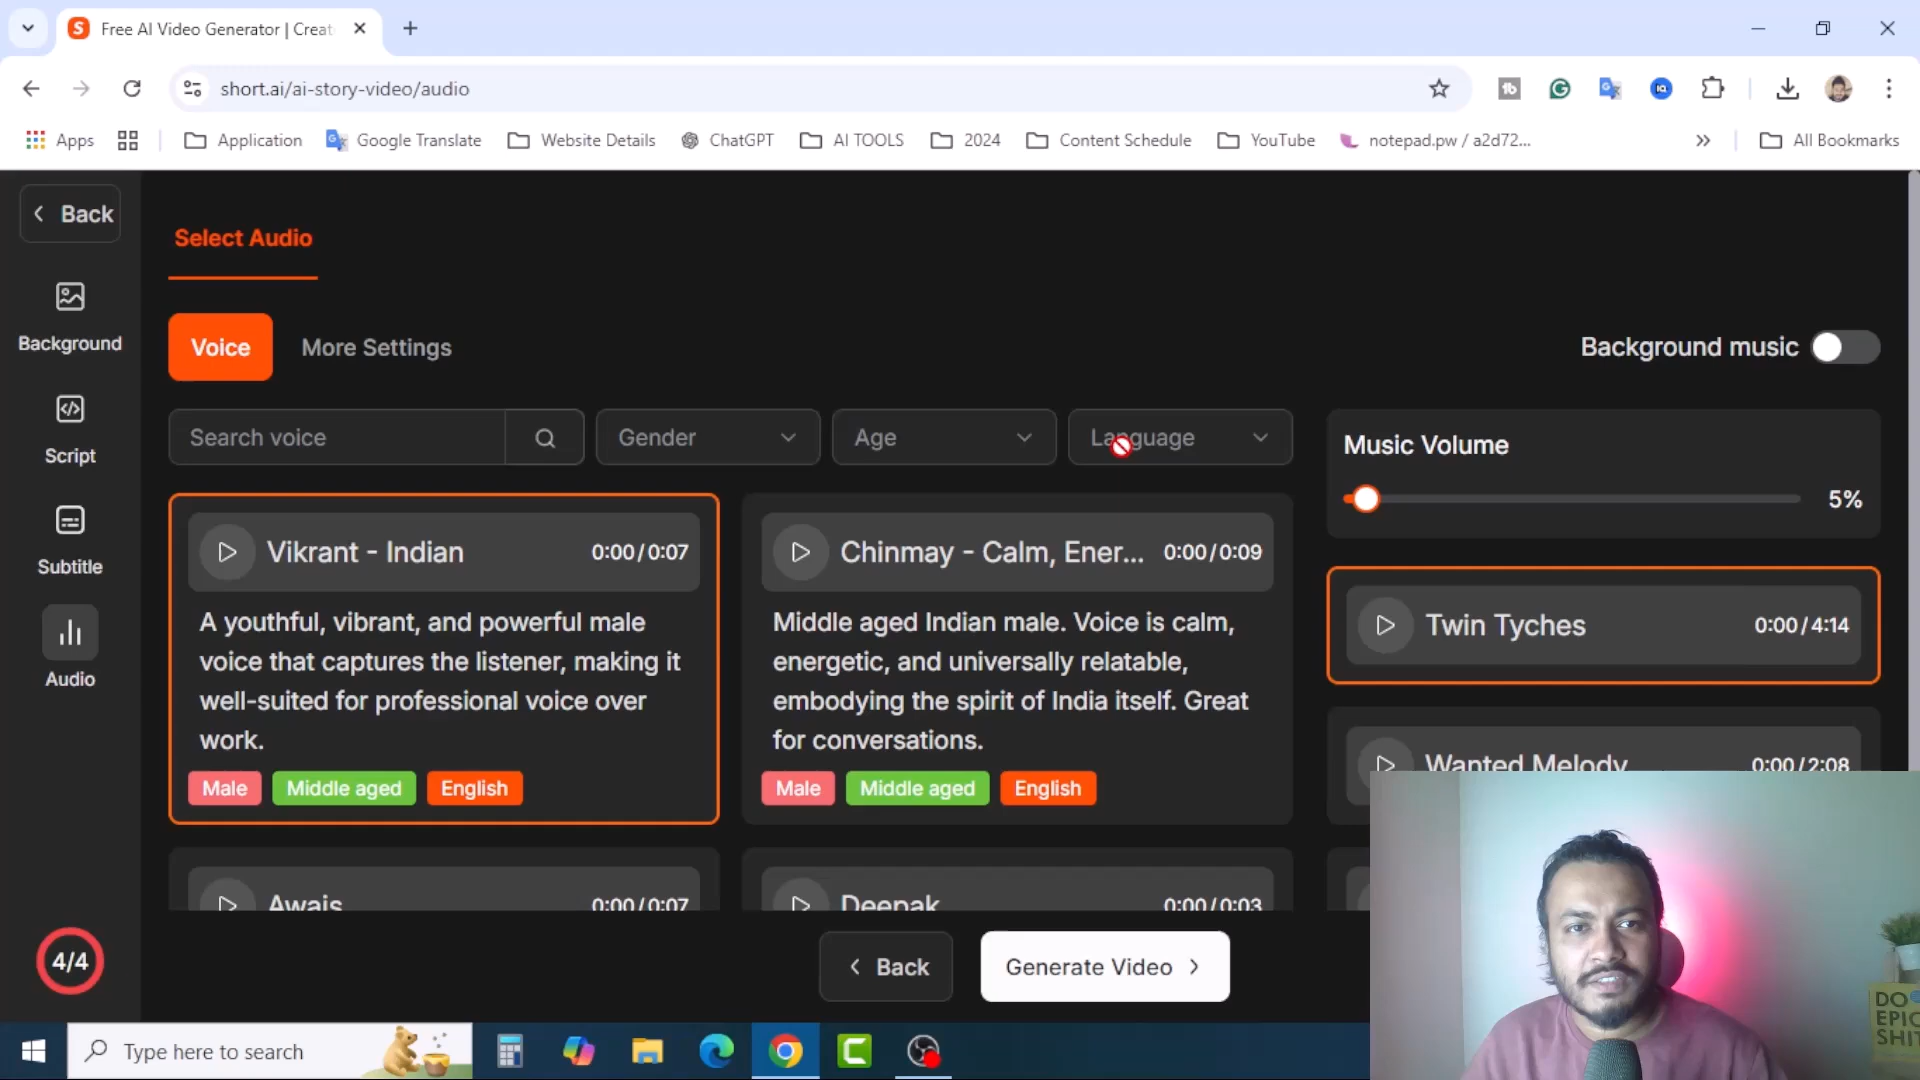 Free AI Video Generator | Creat
short.ai/ai-story-video/audio
Apps
Application
Google Translate
Website Details
ChatGPT
AI TOOLS
2024
Content Schedule
YouTube
notepad.pw / a2d72...
All Bookmarks
Back
Background
Script
Subtitle
Audio
4/4
Select Audio
Voice
More Settings
Background music
Search voice
Gender
Age
Language
Music Volume
5%
Vikrant - Indian
0:00 / 0:07
A youthful, vibrant, and powerful male
voice that captures the listener, making it
well-suited for professional voice over
work.
Male
Middle aged
English
Chinmay - Calm, Ener...
0:00 / 0:09
Middle aged Indian male. Voice is calm,
energetic, and universally relatable,
embodying the spirit of India itself. Great
for conversations.
Male
Middle aged
English
Twin Tyches
0:00 / 4:14
Wanted Melody
0:00 / 2:08
Awais
0:00 / 0:07
Deepak
0:00 / 0:03
Back
Generate Video
Type here to search
DO
EPIC
SHIT